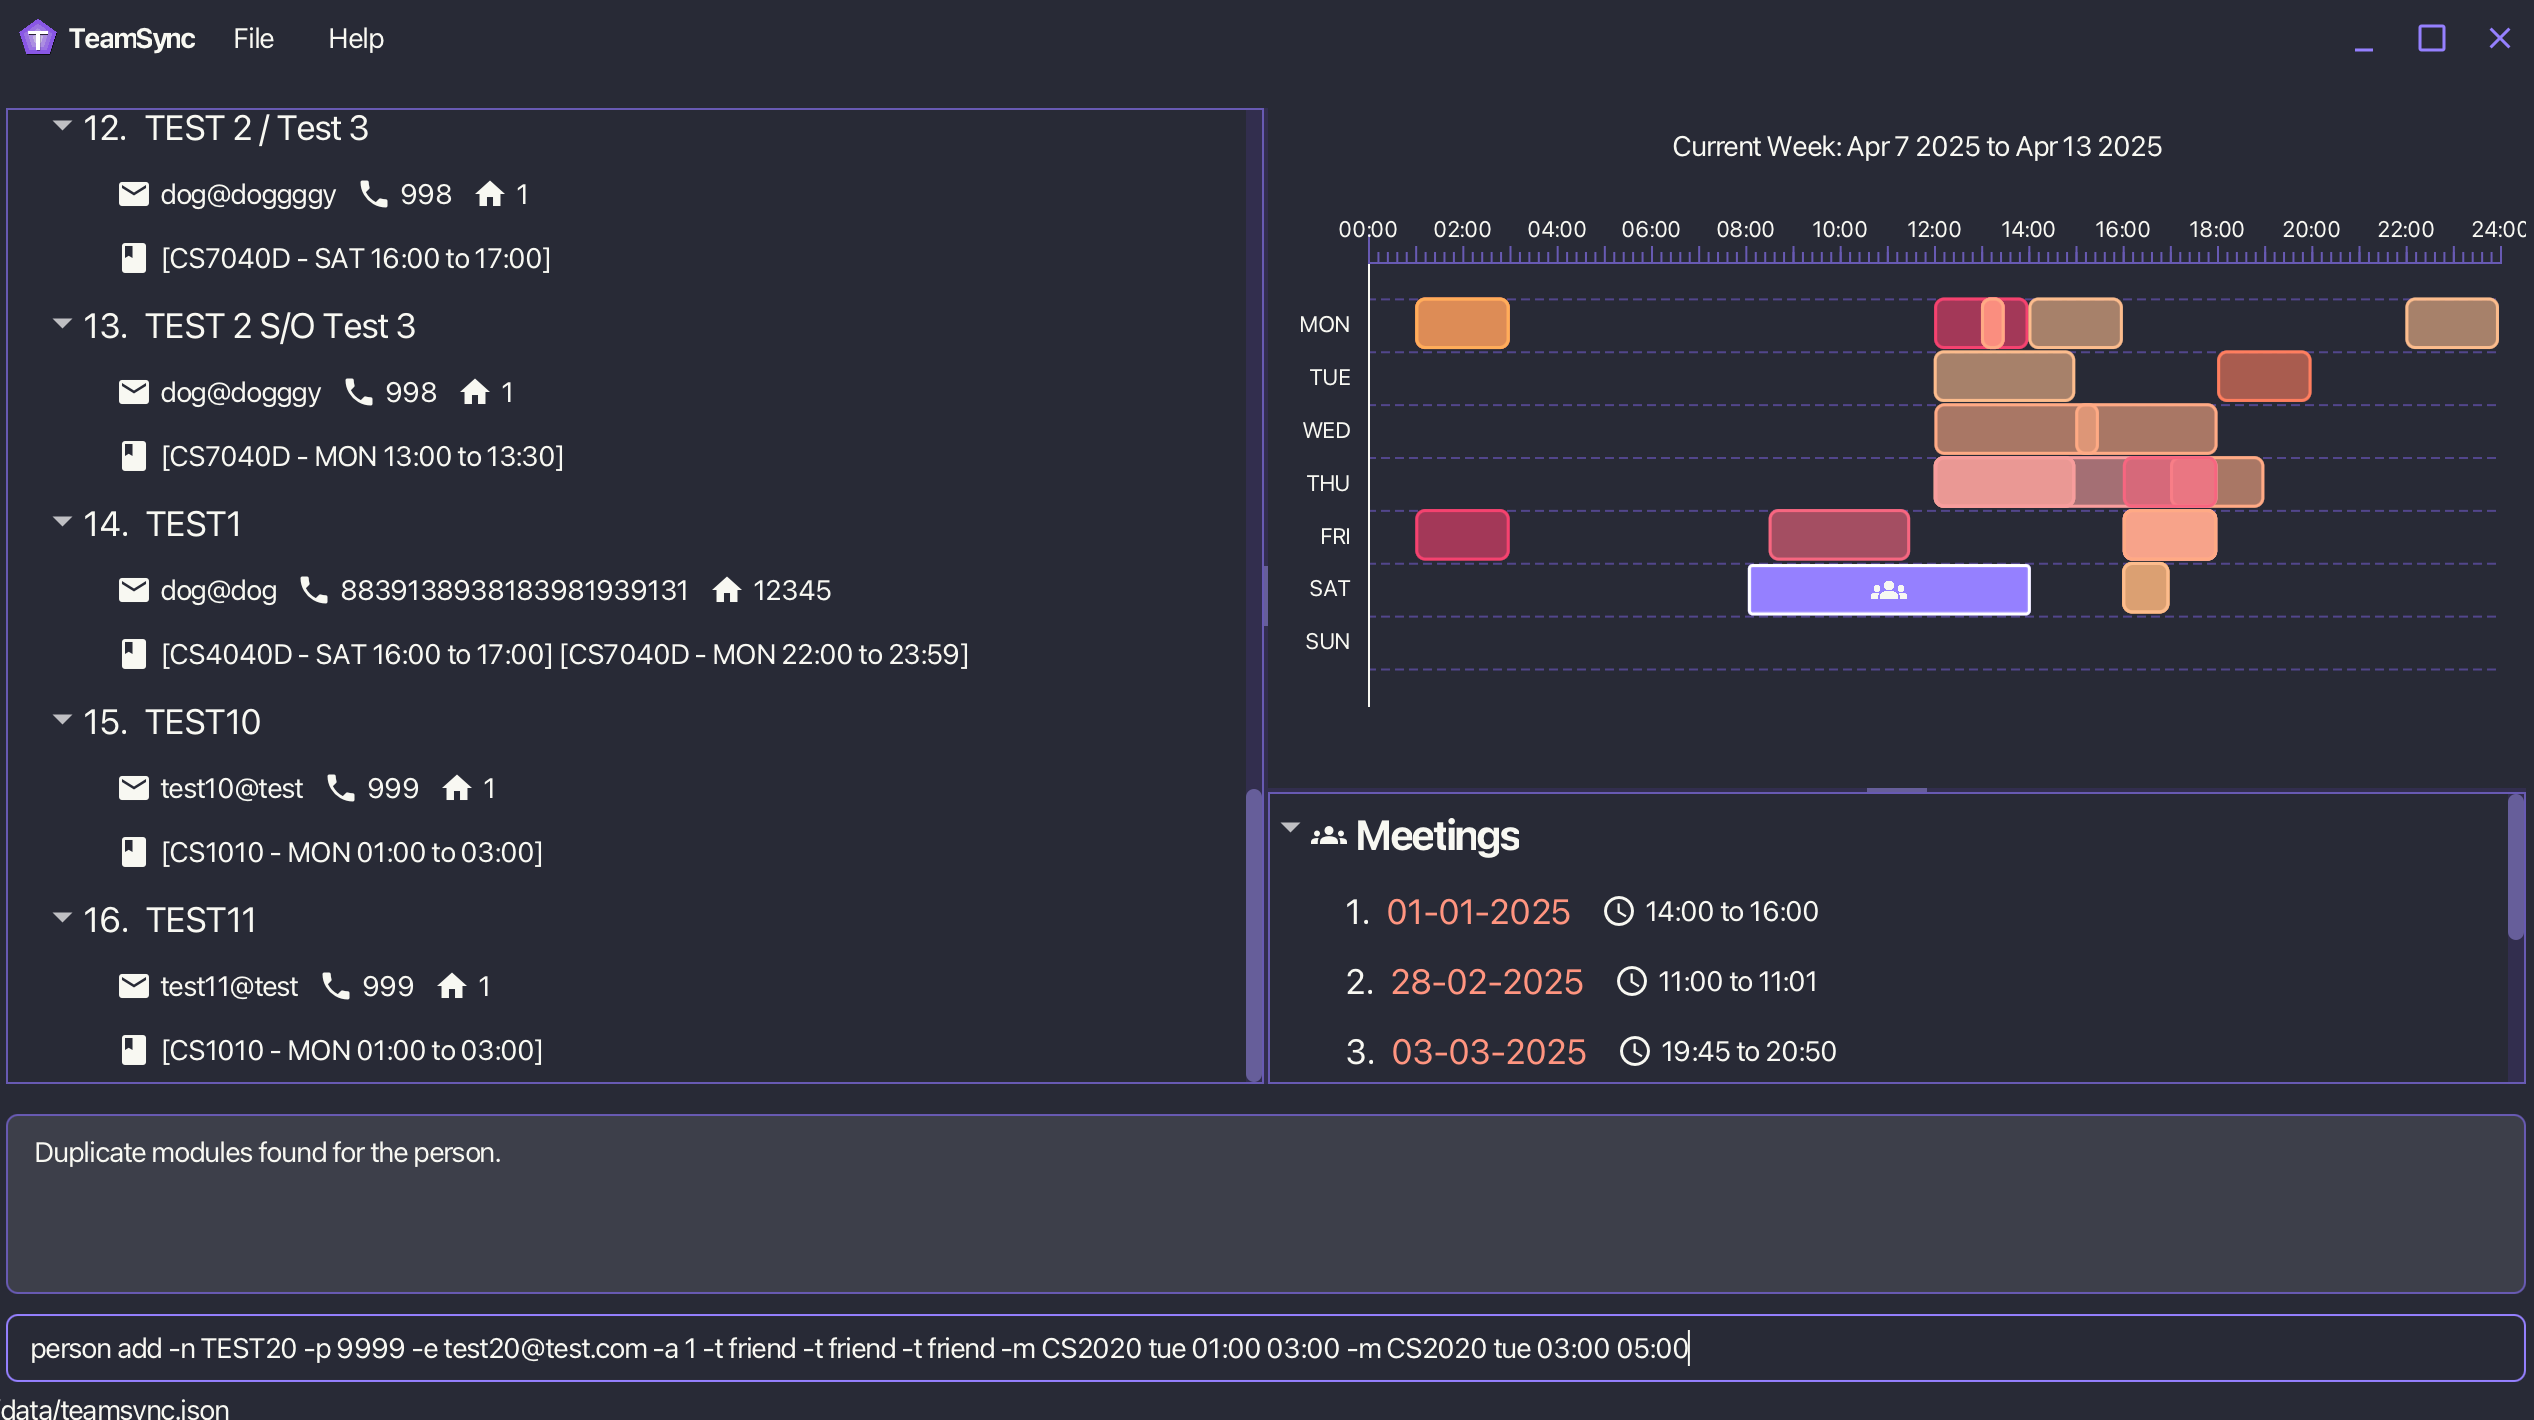 TeamSync File Help
12. TEST 2 / Test 3
dog@doggggy 998 1
[CS7040D - SAT 16:00 to 17:00]
13. TEST 2 S/O Test 3
dog@dogggy 998 1
[CS7040D - MON 13:00 to 13:30]
14. TEST1
dog@dog 8839138938183981939131 12345
[CS4040D - SAT 16:00 to 17:00] [CS7040D - MON 22:00 to 23:59]
15. TEST10
test10@test 999 1
[CS1010 - MON 01:00 to 03:00]
16. TEST11
test11@test 999 1
[CS1010 - MON 01:00 to 03:00]
Current Week: Apr 7 2025 to Apr 13 2025
00:00 02:00 04:00 06:00 08:00 10:00 12:00 14:00 16:00 18:00 20:00 22:00 24:00
MON
TUE
WED
THU
FRI
SAT
SUN
Meetings
1. 01-01-2025 14:00 to 16:00
2. 28-02-2025 11:00 to 11:01
3. 03-03-2025 19:45 to 20:50
Duplicate modules found for the person.
person add -n TEST20 -p 9999 -e test20@test.com -a 1 -t friend -t friend -t friend -m CS2020 tue 01:00 03:00 -m CS2020 tue 03:00 05:00
data/teamsync.json